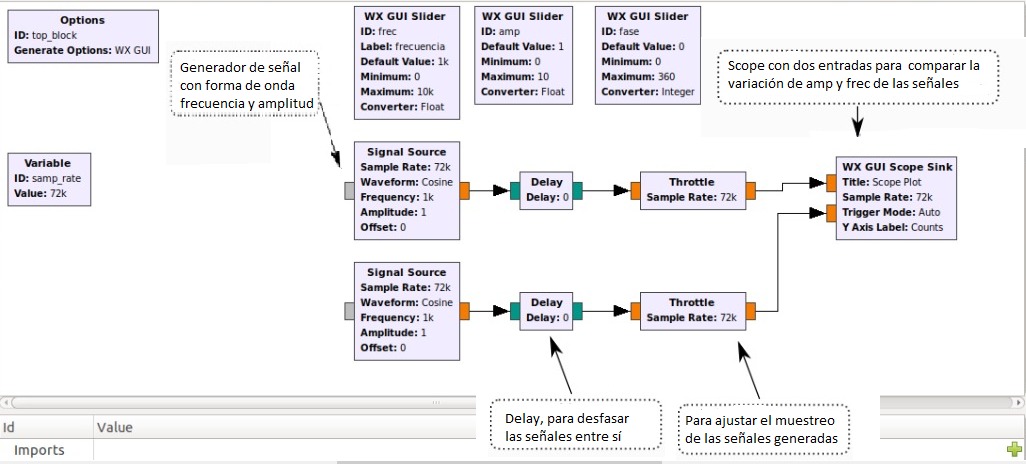 Options
ID: top_block
Generate Options: WX GUI
WX GUI Slider
ID: frec
Label: frecuencia
Default Value: 1k
Minimum: 0
Maximum: 10k
Converter: Float
WX GUI Slider
ID: amp
Default Value: 1
Minimum: 0
Maximum: 10
Converter: Float
WX GUI Slider
ID: fase
Default Value: 0
Minimum: 0
Maximum: 360
Converter: Integer
Generador de señal
con forma de onda
frecuencia y amplitud
Scope con dos entradas para comparar la
variación de amp y frec de las señales
Variable
ID: samp_rate
Value: 72k
Signal Source
Sample Rate: 72k
Waveform: Cosine
Frequency: 1k
Amplitude: 1
Offset: 0
Delay
Delay: 0
Throttle
Sample Rate: 72k
WX GUI Scope Sink
Title: Scope Plot
Sample Rate: 72k
Trigger Mode: Auto
Y Axis Label: Counts
Signal Source
Sample Rate: 72k
Waveform: Cosine
Frequency: 1k
Amplitude: 1
Offset: 0
Delay
Delay: 0
Throttle
Sample Rate: 72k
Delay, para desfasar
las señales entre sí
Para ajustar el muestreo
de las señales generadas
Id Value
Imports